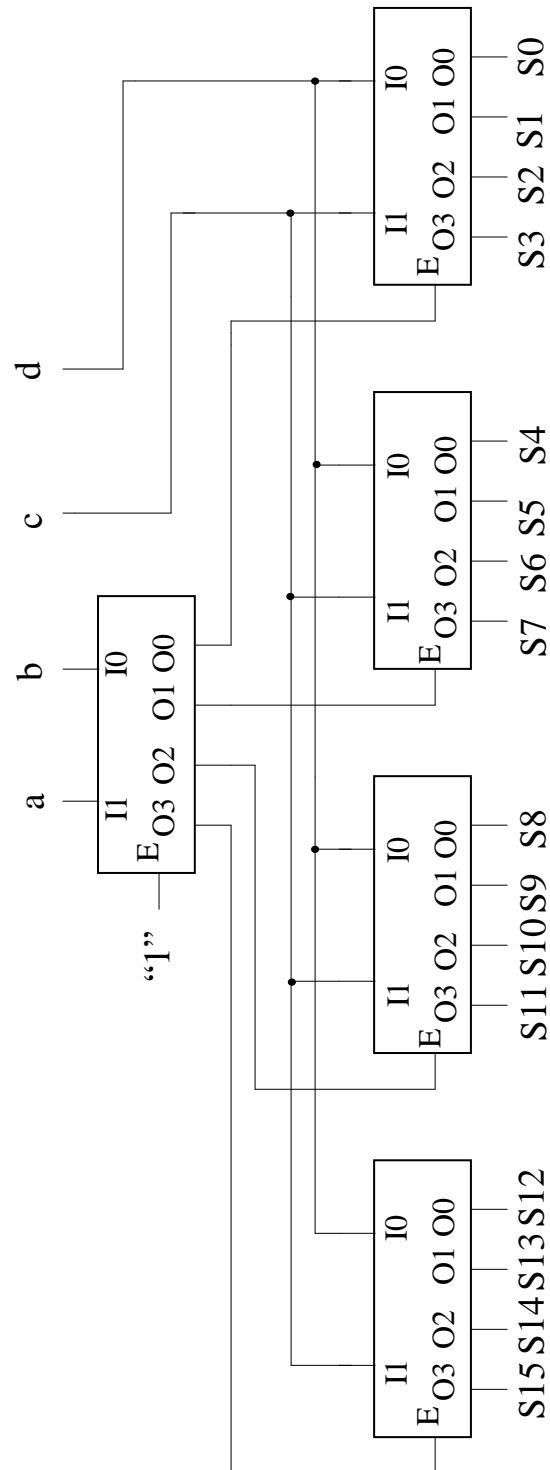 a b c d
I1 I0
E
“1”
O3 O2 O1 O0
I1 I0 I1 I0 I1 I0 I1 I0
E E E E
O3 O2 O1 O0 O3 O2 O1 O0 O3 O2 O1 O0 O3 O2 O1 O0
S15 S14 S13 S12 S11 S10 S9 S8 S7 S6 S5 S4 S3 S2 S1 S0